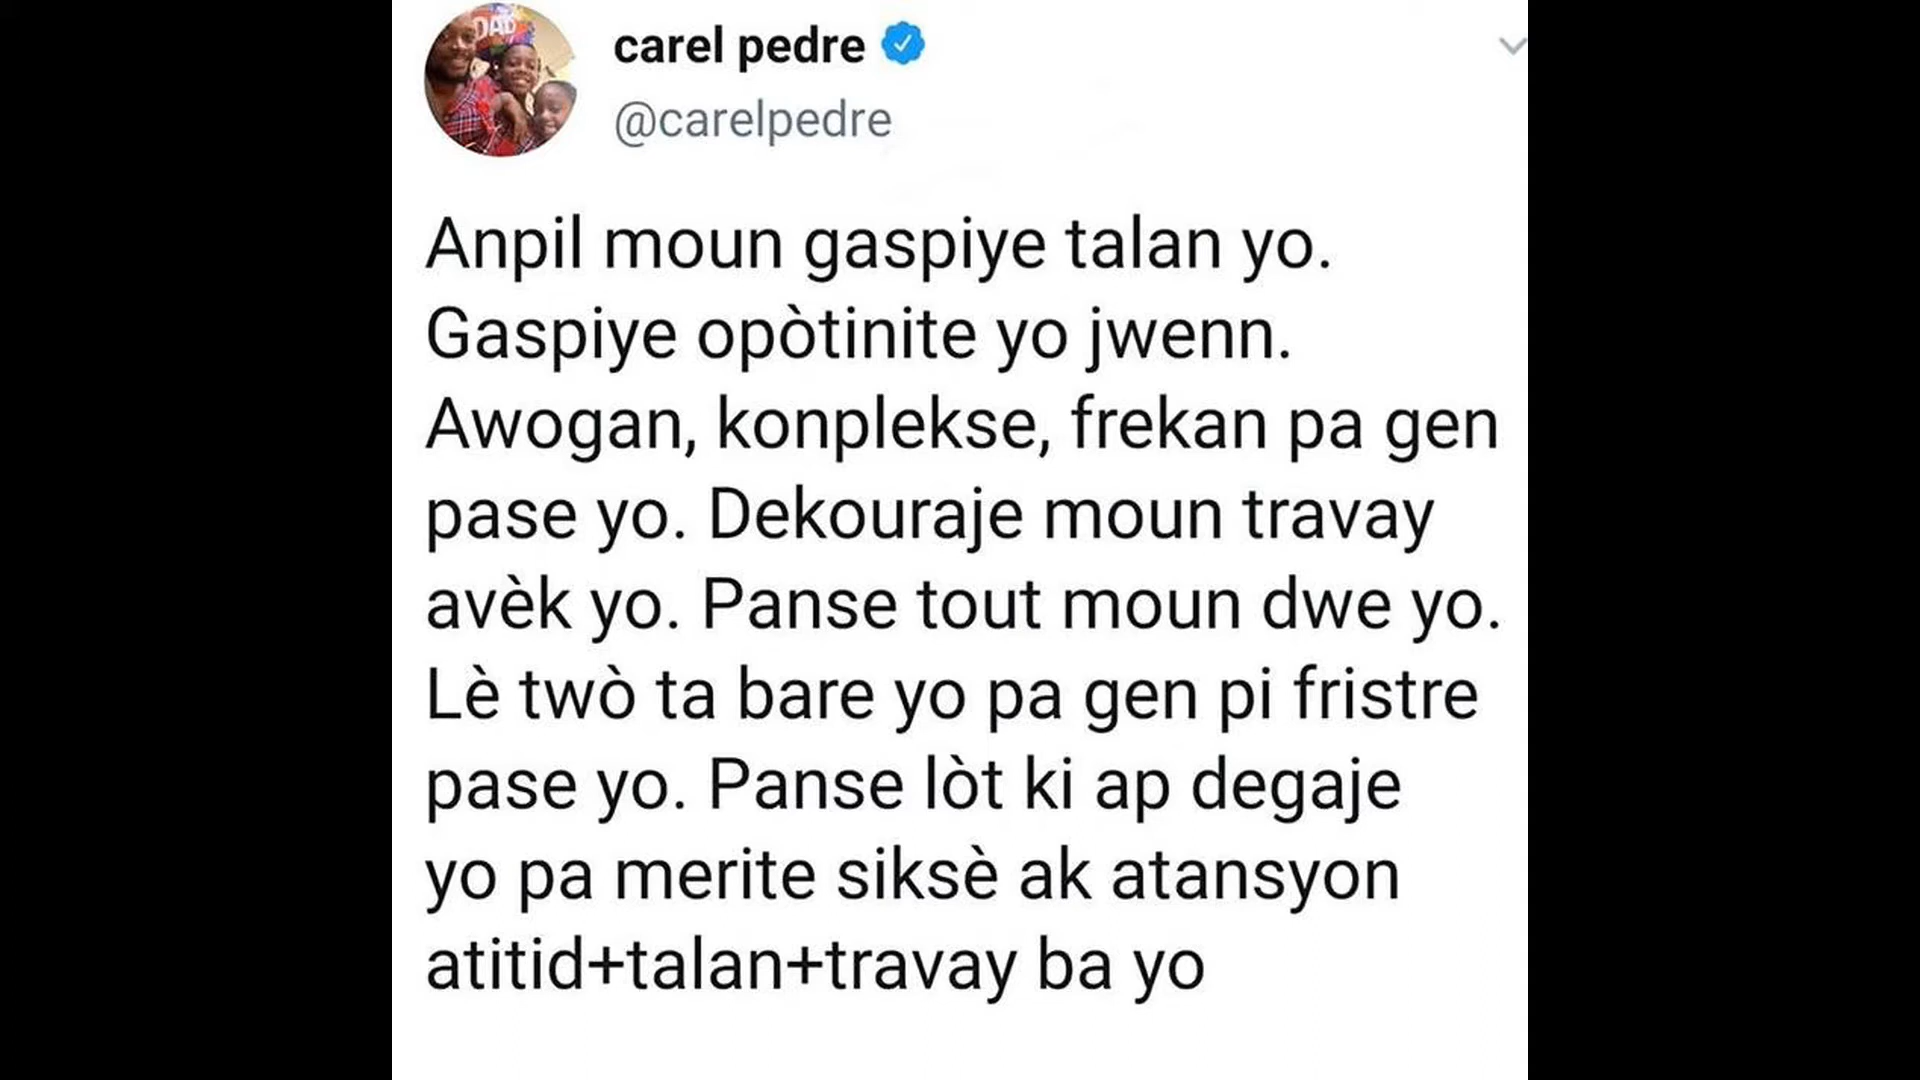 DAD
carel pedre
@carelpedre
Anpil moun gaspiye talan yo.
Gaspiye opòtinite yo jwenn.
Awogan, konplekse, frekan pa gen
pase yo. Dekouraje moun travay
avèk yo. Panse tout moun dwe yo.
Lè twò ta bare yo pa gen pi fristre
pase yo. Panse lòt ki ap degaje
yo pa merite siksè ak atansyon
atitid+talan+travay ba yo